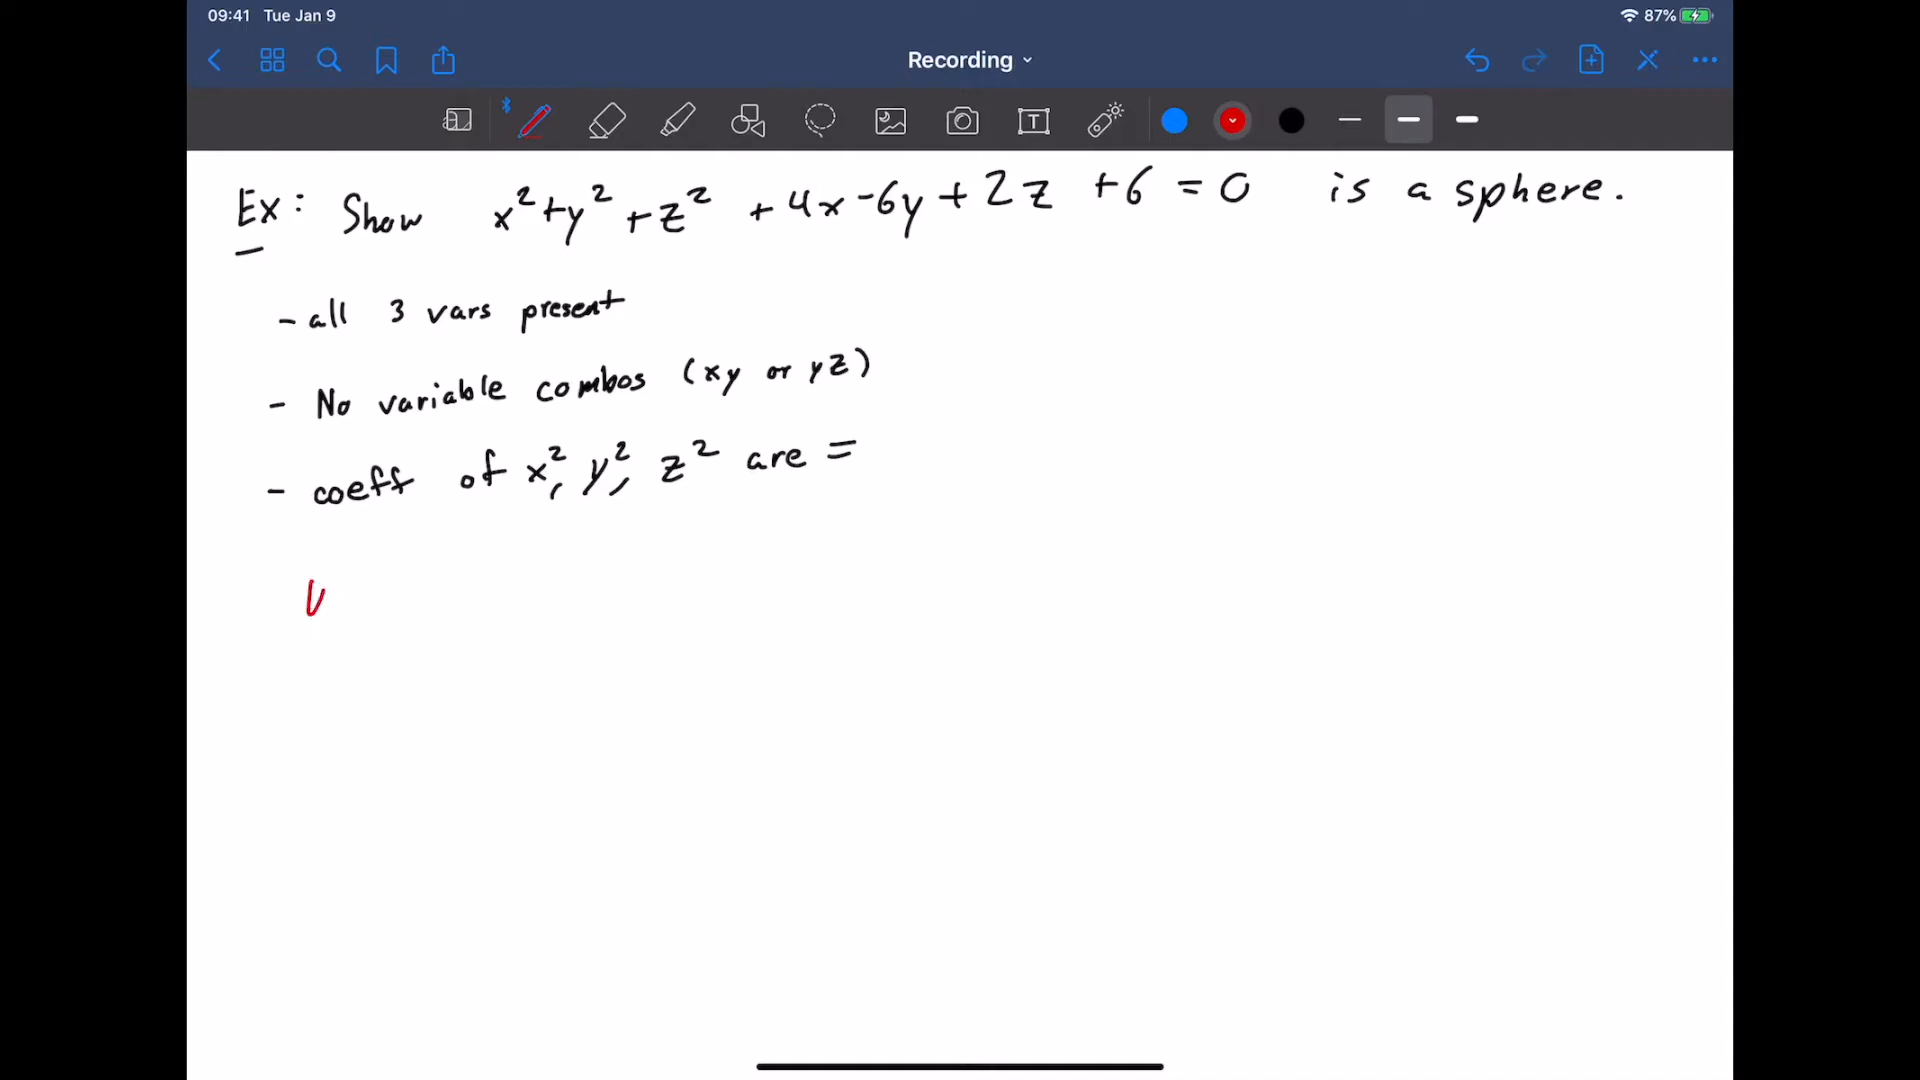 09:41 Tue Jan 9 87%
Recording
T
Ex: Show x²+y²+z²+4x-6y+2z+6=0 is a sphere.
- all 3 vars present
- No variable combos (xy or yz)
- coeff of x², y², z² are =